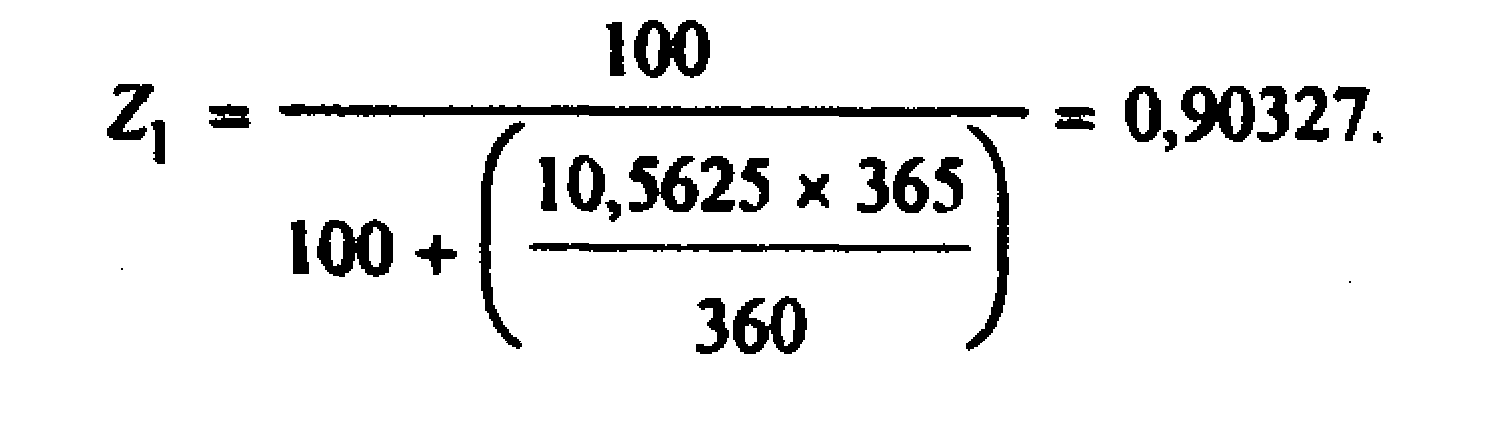 Z₁ = 100 / (100 + (10,5625 × 365 / 360)) = 0,90327.